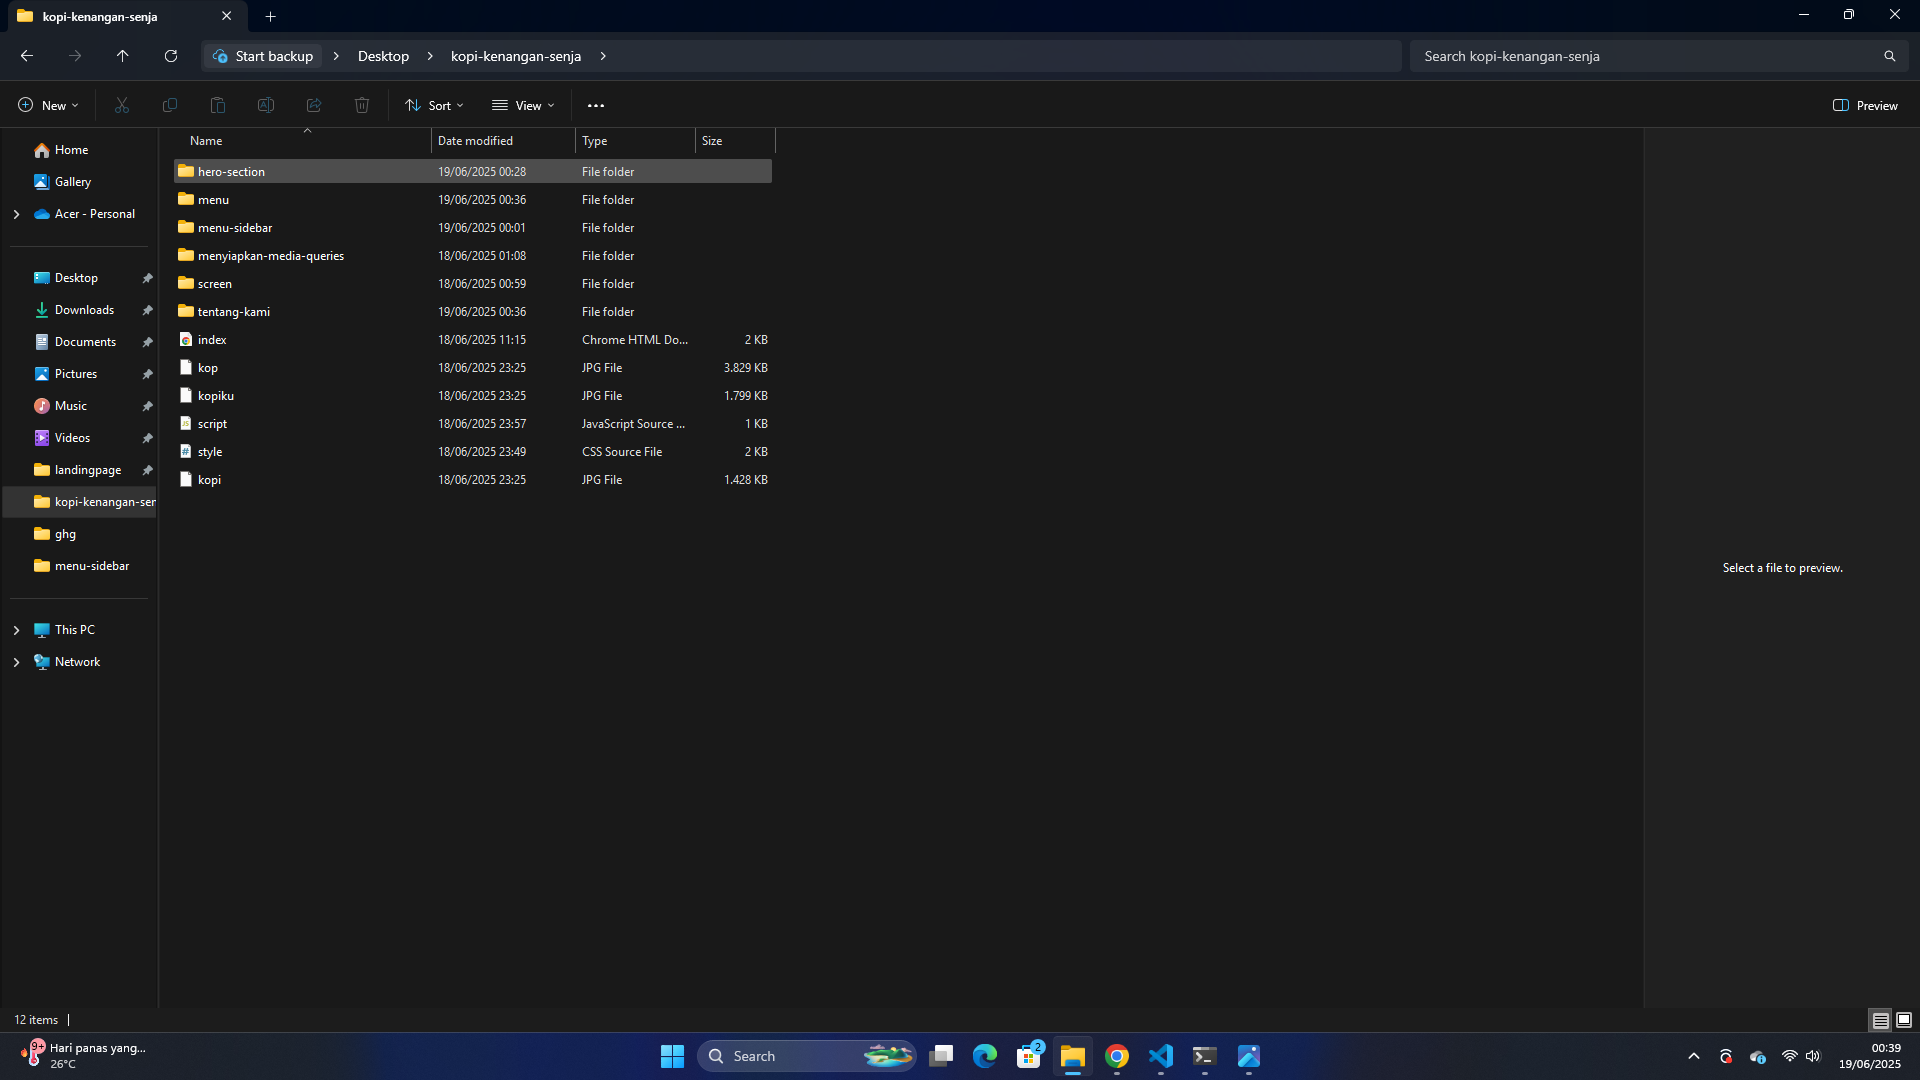 kopi-kenangan-senja
Start backup Desktop kopi-kenangan-senja
Search kopi-kenangan-senja
New Sort View Preview
Name Date modified Type Size
Home
Gallery
Acer - Personal
Desktop
Downloads
Documents
Pictures
Music
Videos
landingpage
kopi-kenangan-sen
ghg
menu-sidebar
This PC
Network
hero-section 19/06/2025 00:28 File folder
menu 19/06/2025 00:36 File folder
menu-sidebar 19/06/2025 00:01 File folder
menyiapkan-media-queries 18/06/2025 01:08 File folder
screen 18/06/2025 00:59 File folder
tentang-kami 19/06/2025 00:36 File folder
index 18/06/2025 11:15 Chrome HTML Do... 2 KB
kop 18/06/2025 23:25 JPG File 3.829 KB
kopiku 18/06/2025 23:25 JPG File 1.799 KB
script 18/06/2025 23:57 JavaScript Source ... 1 KB
style 18/06/2025 23:49 CSS Source File 2 KB
kopi 18/06/2025 23:25 JPG File 1.428 KB
Select a file to preview.
12 items
9+
Hari panas yang...
26°C
Search
2
00:39
19/06/2025